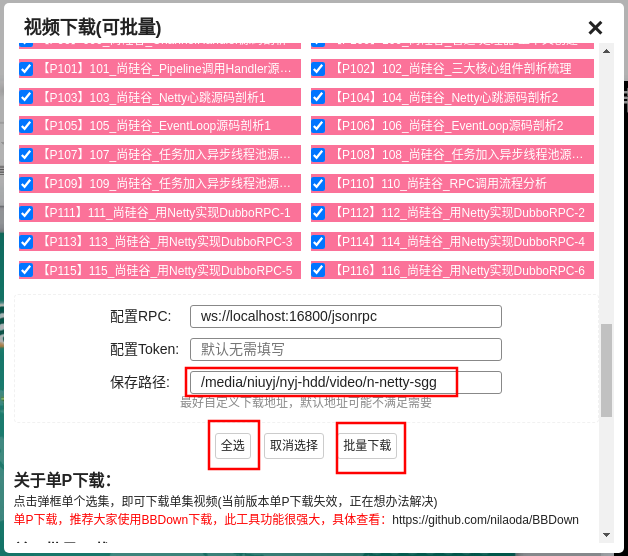 视频下载(可批量)
【P101】101_尚硅谷_Pipeline调用Handler源…
【P102】102_尚硅谷_三大核心组件剖析梳理
【P103】103_尚硅谷_Netty心跳源码剖析1
【P104】104_尚硅谷_Netty心跳源码剖析2
【P105】105_尚硅谷_EventLoop源码剖析1
【P106】106_尚硅谷_EventLoop源码剖析2
【P107】107_尚硅谷_任务加入异步线程池源…
【P108】108_尚硅谷_任务加入异步线程池源…
【P109】109_尚硅谷_任务加入异步线程池源…
【P110】110_尚硅谷_RPC调用流程分析
【P111】111_尚硅谷_用Netty实现DubboRPC-1
【P112】112_尚硅谷_用Netty实现DubboRPC-2
【P113】113_尚硅谷_用Netty实现DubboRPC-3
【P114】114_尚硅谷_用Netty实现DubboRPC-4
【P115】115_尚硅谷_用Netty实现DubboRPC-5
【P116】116_尚硅谷_用Netty实现DubboRPC-6
配置RPC: ws://localhost:16800/jsonrpc
配置Token: 默认无需填写
保存路径: /media/niuyj/nyj-hdd/video/n-netty-sgg
最好自定义下载地址，默认地址可能不满足需要
全选 取消选择 批量下载
关于单P下载：
点击弹框单个选集，即可下载单集视频(当前版本单P下载失效，正在想办法解决)
单P下载，推荐大家使用BBDown下载，此工具功能很强大，具体查看：https://github.com/nilaoda/BBDown